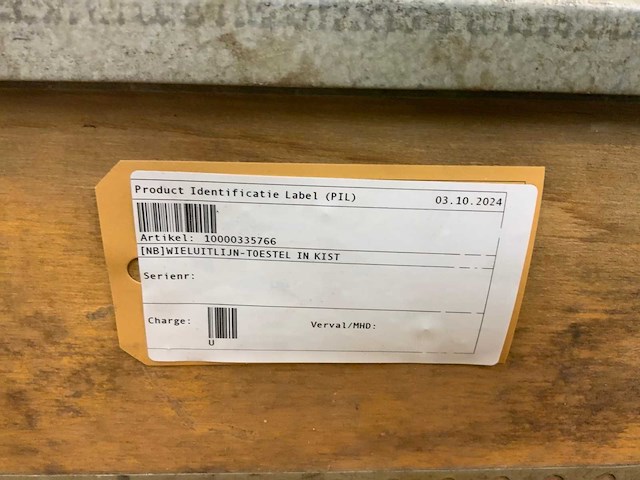 Product Identificatie Label (PIL) 03.10.2024
Artikel: 10000335766
[NB]WIELUITLIJN-TOESTEL IN KIST
Serienr:
Charge: Verval/MHD:
U